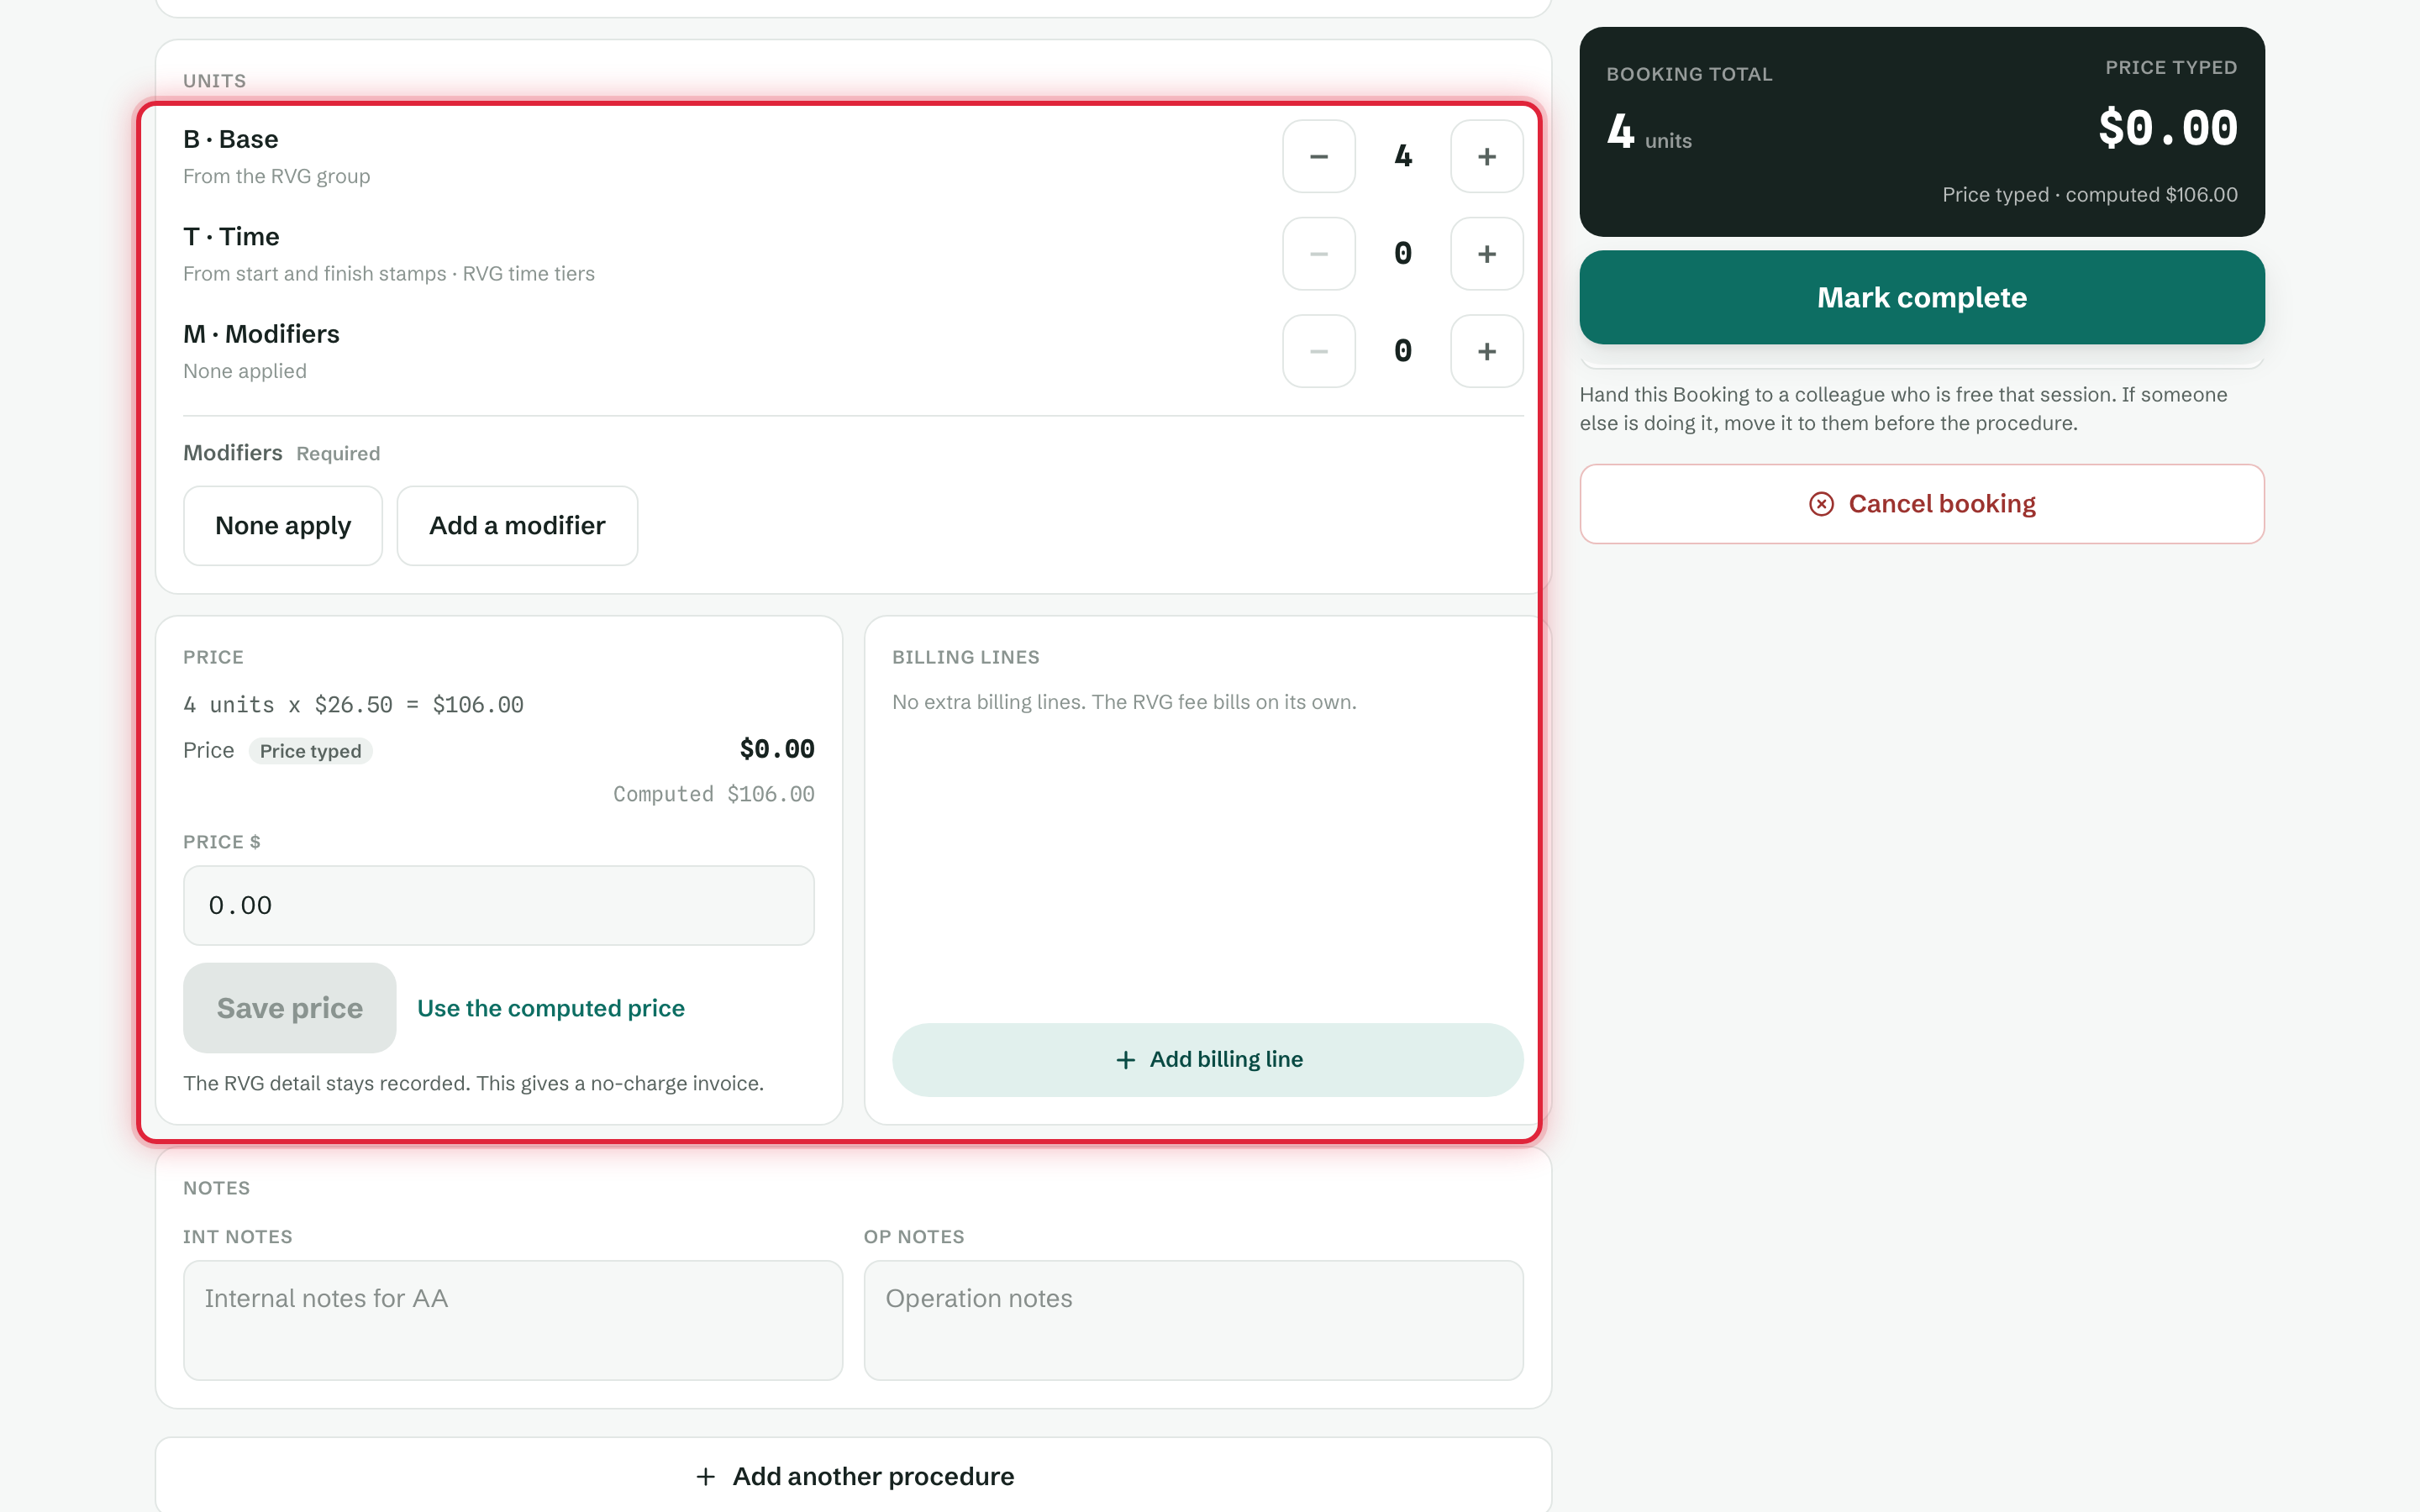 UNITS
B · Base
From the RVG group
− 4 +
T · Time
From start and finish stamps · RVG time tiers
− 0 +
M · Modifiers
None applied
− 0 +
Modifiers Required
None apply
Add a modifier
PRICE
4 units x $26.50 = $106.00
Price Price typed $0.00
Computed $106.00
PRICE $
0.00
Save price
Use the computed price
The RVG detail stays recorded. This gives a no-charge invoice.
BILLING LINES
No extra billing lines. The RVG fee bills on its own.
+ Add billing line
NOTES
INT NOTES
Internal notes for AA
OP NOTES
Operation notes
+ Add another procedure
BOOKING TOTAL
4 units
PRICE TYPED
$0.00
Price typed · computed $106.00
Mark complete
Hand this Booking to a colleague who is free that session. If someone
else is doing it, move it to them before the procedure.
Cancel booking